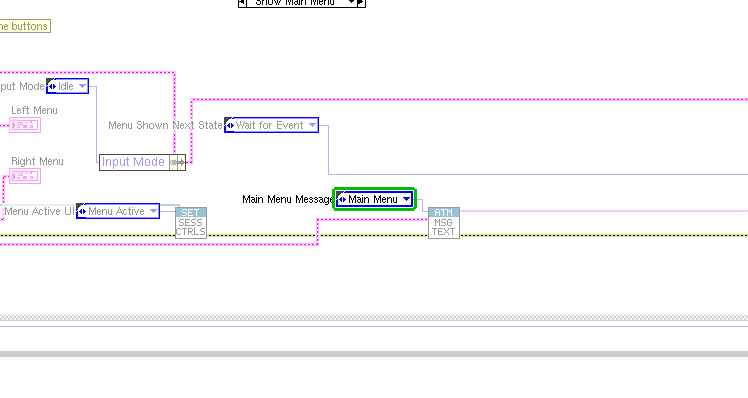 Show Main Menu
ne buttons
put Mode
Idle
Left Menu
Menu Shown Next State
Wait for Event
Right Menu
Input Mode
Main Menu Message
Main Menu
Menu Active UI
Menu Active
SET
SESS
CTRLS
ATM
MSG
TEXT